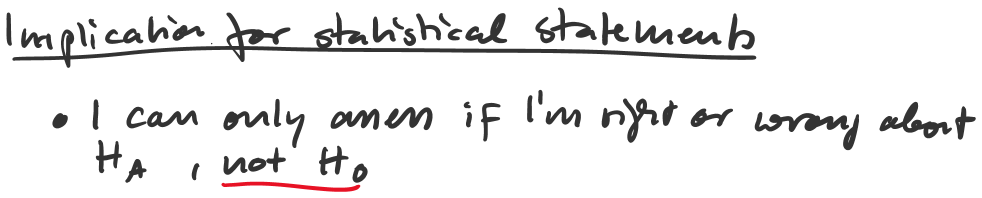 Implication for statistical statements
• I can only assess if I'm right or wrong about
HA, not H0